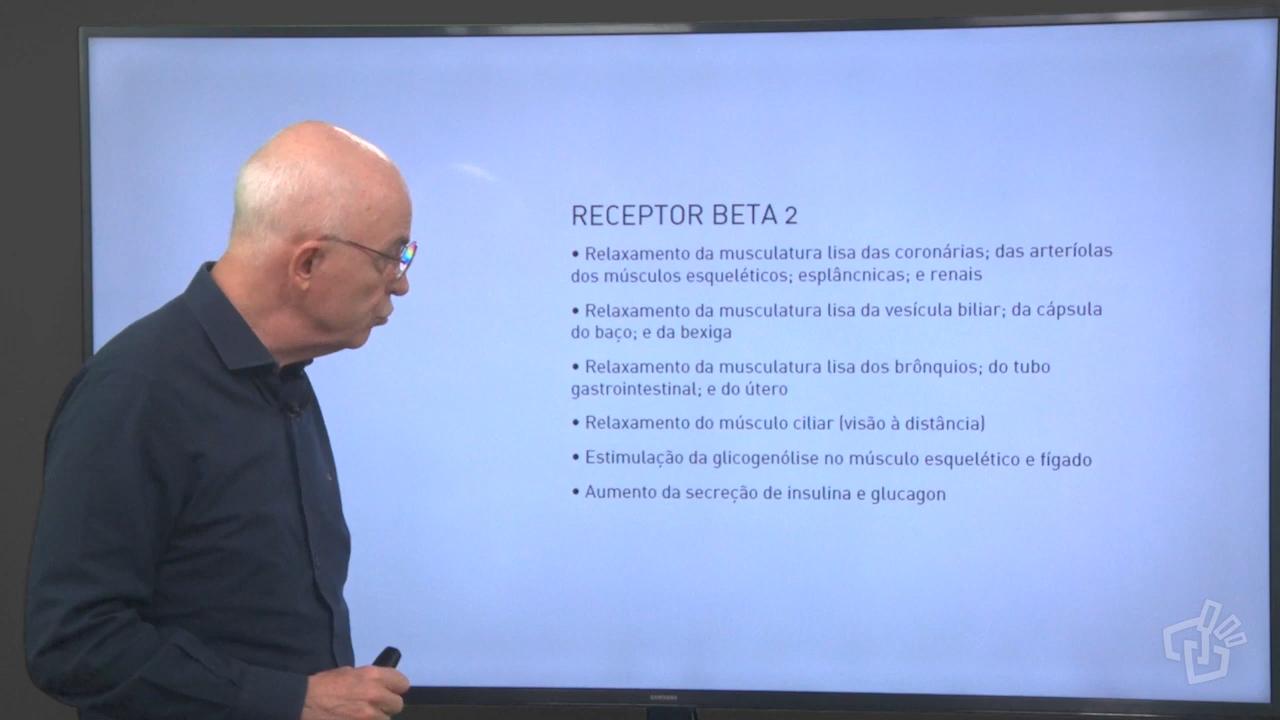 RECEPTOR BETA 2
• Relaxamento da musculatura lisa das coronárias; das arteríolas
dos músculos esqueléticos; esplâncnicas; e renais
• Relaxamento da musculatura lisa da vesícula biliar; da cápsula
do baço; e da bexiga
• Relaxamento da musculatura lisa dos brônquios; do tubo
gastrointestinal; e do útero
• Relaxamento do músculo ciliar (visão à distância)
• Estimulação da glicogenólise no músculo esquelético e fígado
• Aumento da secreção de insulina e glucagon
SAMSUNG